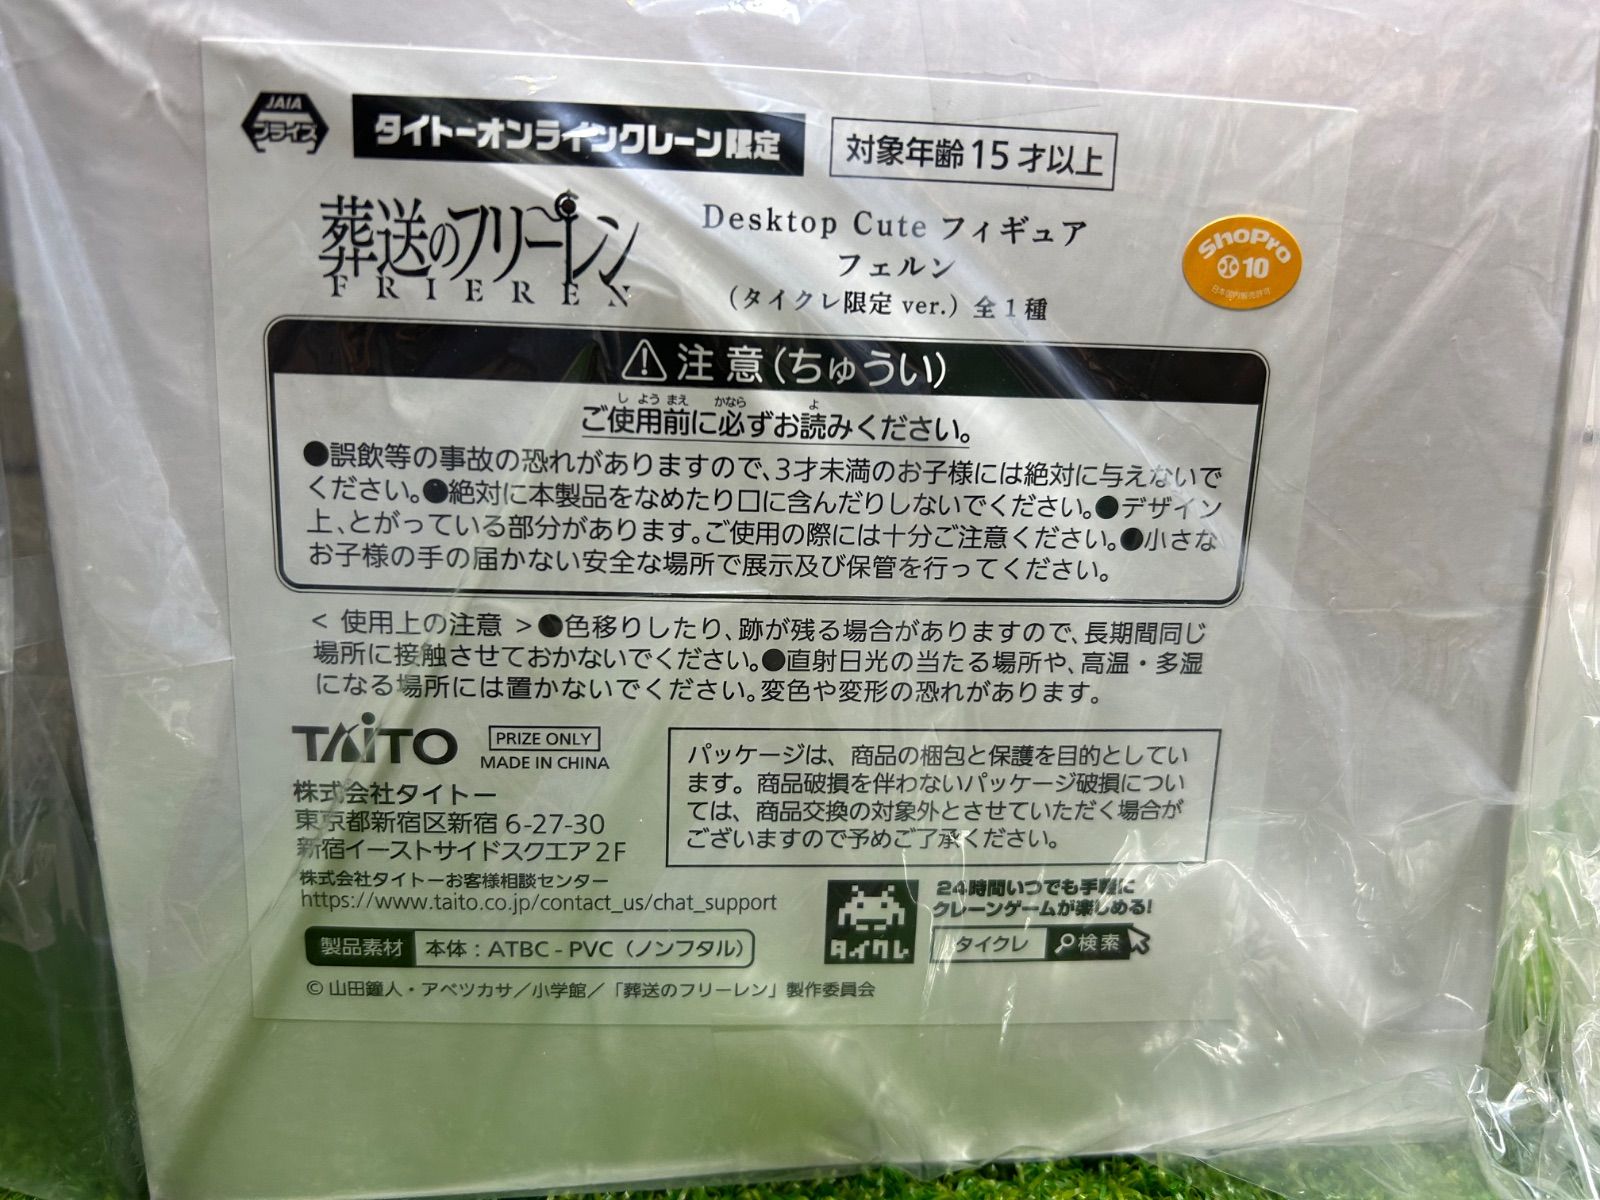 JAIA
プライズ
タイトーオンラインクレーン限定
対象年齢15才以上
葬送のフリーレン
FRIEREN
Desktop Cute フィギュア
フェルン
（タイクレ限定 ver.）全1種
ShoPro
10
日本国内販売許可
⚠注意（ちゅうい）
しようまえ かなら よ
ご使用前に必ずお読みください。
●誤飲等の事故の恐れがありますので、3才未満のお子様には絶対に与えないで
ください。●絶対に本製品をなめたり口に含んだりしないでください。●デザイン
上、とがっている部分があります。ご使用の際には十分ご注意ください。●小さな
お子様の手の届かない安全な場所で展示及び保管を行ってください。
< 使用上の注意 >●色移りしたり、跡が残る場合がありますので、長期間同じ
場所に接触させておかないでください。●直射日光の当たる場所や、高温・多湿
になる場所には置かないでください。変色や変形の恐れがあります。
TAITO
PRIZE ONLY
MADE IN CHINA
株式会社タイトー
東京都新宿区新宿 6-27-30
新宿イーストサイドスクエア 2F
株式会社タイトーお客様相談センター
https://www.taito.co.jp/contact_us/chat_support
製品素材 本体：ATBC-PVC（ノンフタル）
パッケージは、商品の梱包と保護を目的としてい
ます。商品破損を伴わないパッケージ破損につい
ては、商品交換の対象外とさせていただく場合が
ございますので予めご了承ください。
タイクレ
24時間いつでも手軽に
クレーンゲームが楽しめる!
タイクレ 検索
© 山田鐘人・アベツカサ／小学館／「葬送のフリーレン」製作委員会